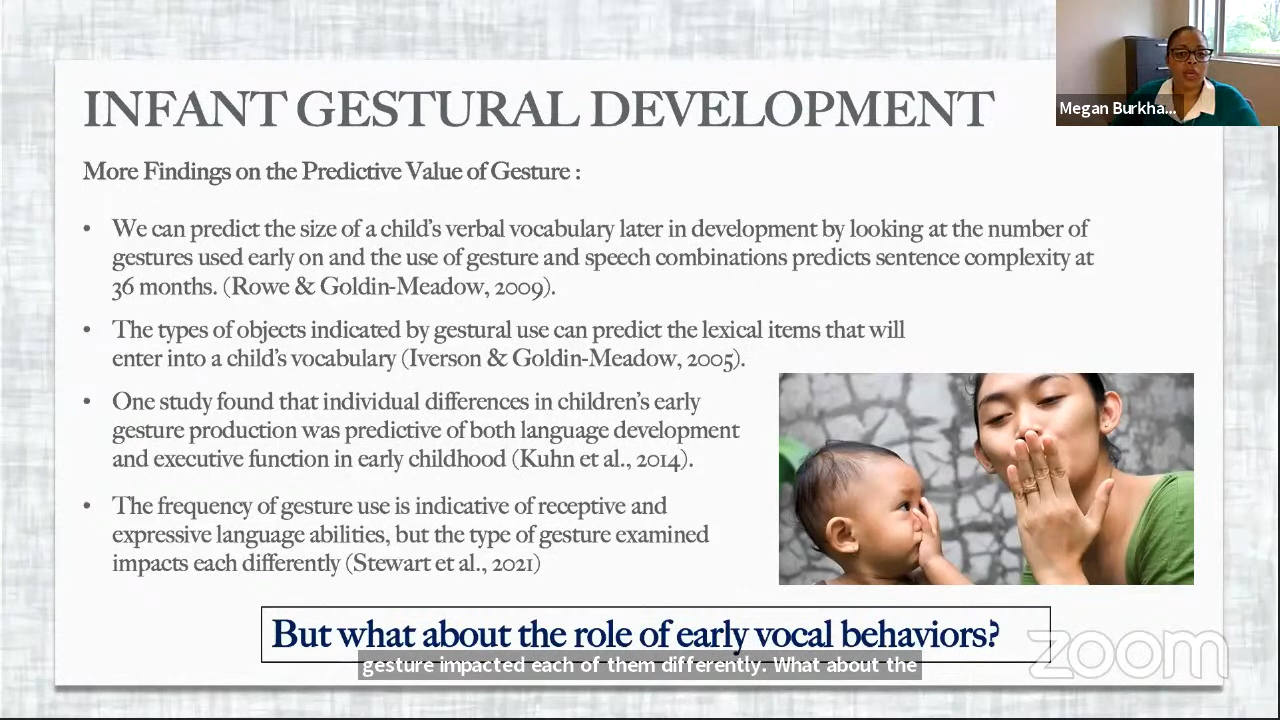 INFANT GESTURAL DEVELOPMENT
Megan Burkha...
More Findings on the Predictive Value of Gesture :
• We can predict the size of a child's verbal vocabulary later in development by looking at the number of
gestures used early on and the use of gesture and speech combinations predicts sentence complexity at
36 months. (Rowe & Goldin-Meadow, 2009).
• The types of objects indicated by gestural use can predict the lexical items that will
enter into a child's vocabulary (Iverson & Goldin-Meadow, 2005).
• One study found that individual differences in children's early
gesture production was predictive of both language development
and executive function in early childhood (Kuhn et al., 2014).
• The frequency of gesture use is indicative of receptive and
expressive language abilities, but the type of gesture examined
impacts each differently (Stewart et al., 2021)
But what about the role of early vocal behaviors?
gesture impacted each of them differently. What about the
zoom